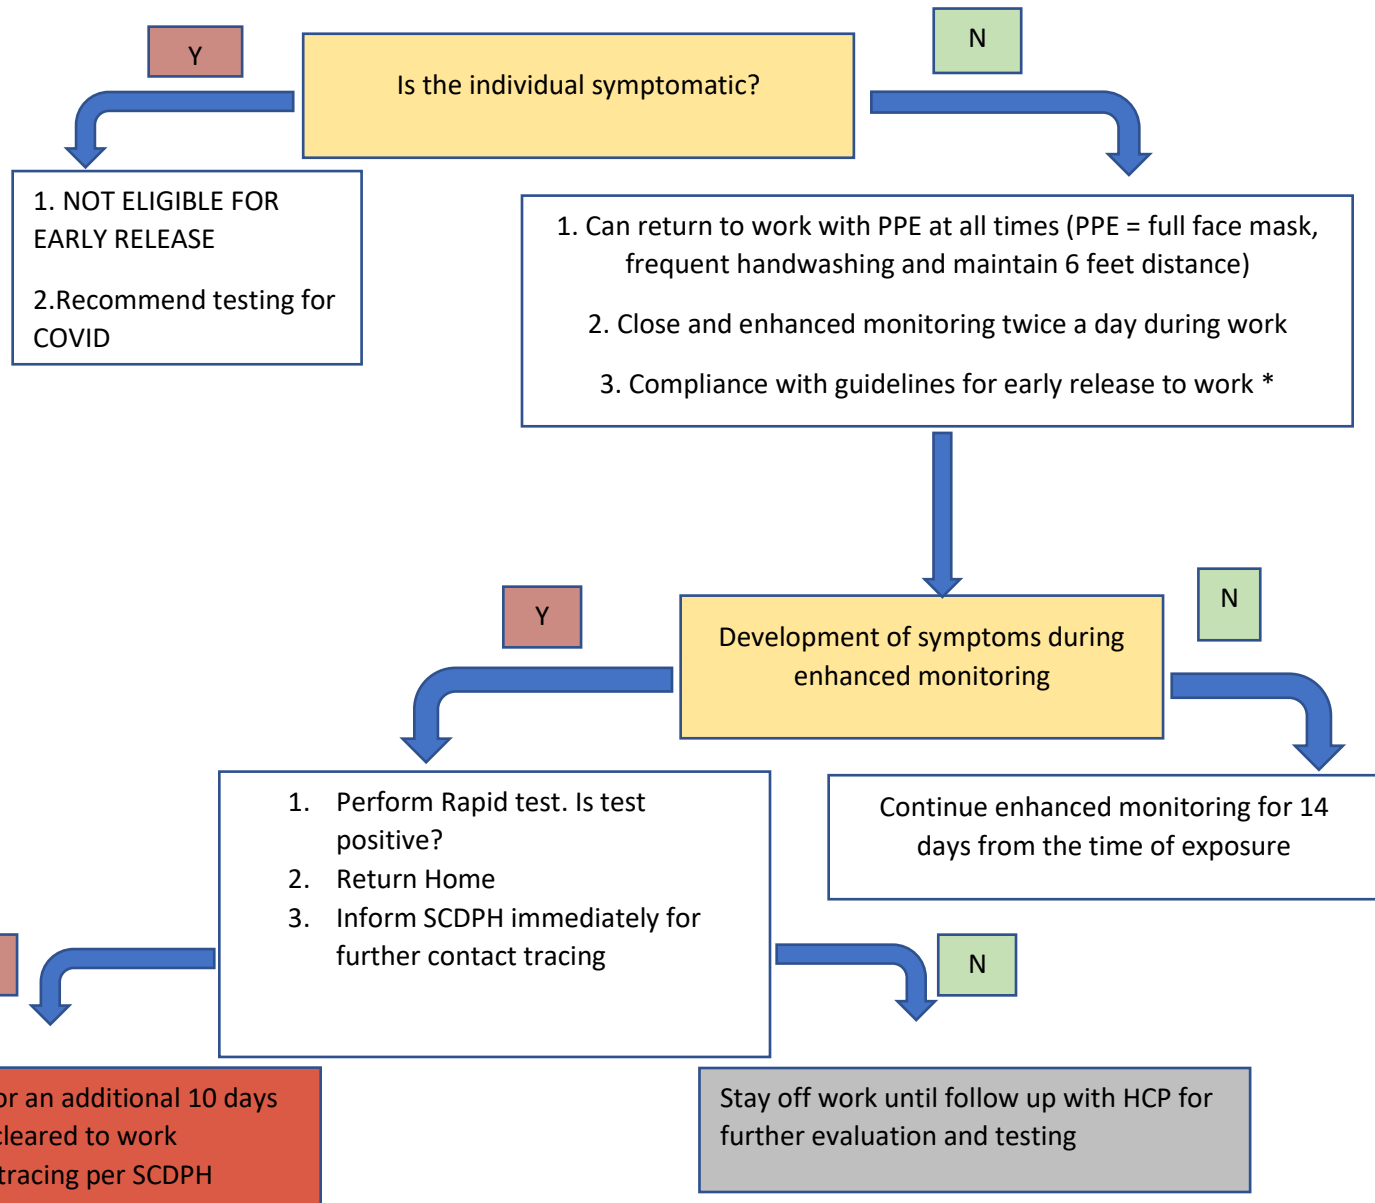 Y
Is the individual symptomatic?
N
1. NOT ELIGIBLE FOR
EARLY RELEASE
2.Recommend testing for
COVID
1. Can return to work with PPE at all times (PPE = full face mask,
frequent handwashing and maintain 6 feet distance)
2. Close and enhanced monitoring twice a day during work
3. Compliance with guidelines for early release to work *
Y
Development of symptoms during
enhanced monitoring
N
1. Perform Rapid test. Is test
positive?
2. Return Home
3. Inform SCDPH immediately for
further contact tracing
Continue enhanced monitoring for 14
days from the time of exposure
N
an additional 10 days
cleared to work
tracing per SCDPH
Stay off work until follow up with HCP for
further evaluation and testing